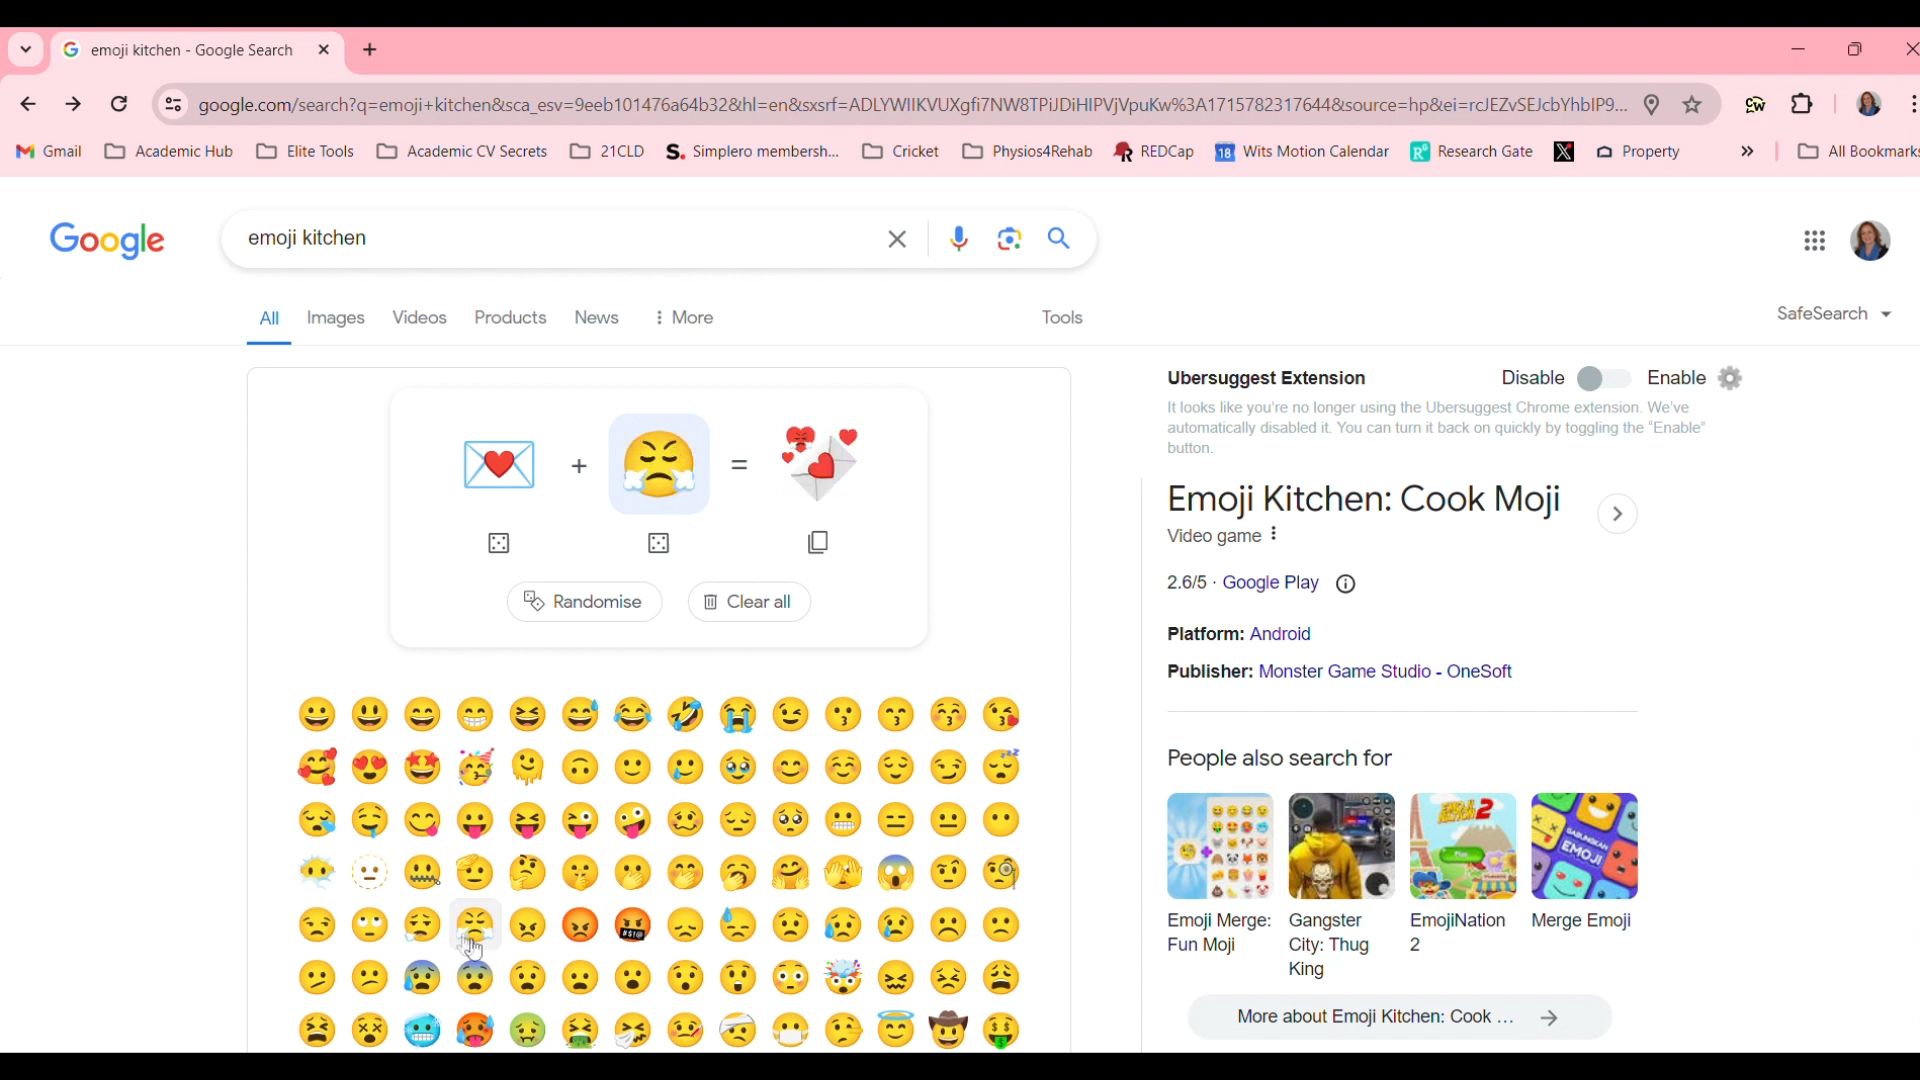 emoji kitchen - Google Search
google.com/search?q=emoji+kitchen&sca_esv=9eeb101476a64b32&hl=en&sxsrf=ADLYWIIKVUXgfi7NW8TPiJDiHIPVjVpuKw%3A1715782317644&source=hp&ei=rcJEZvSEJcbYhbIP9...
Gmail Academic Hub Elite Tools Academic CV Secrets 21CLD S. Simplero membersh... Cricket Physios4Rehab REDCap 18 Wits Motion Calendar Research Gate Property » All Bookmarks
Google
emoji kitchen
All Images Videos Products News More Tools
SafeSearch
Ubersuggest Extension Disable Enable
It looks like you're no longer using the Ubersuggest Chrome extension. We've
automatically disabled it. You can turn it back on quickly by toggling the "Enable"
button.
+ =
Randomise Clear all
Emoji Kitchen: Cook Moji
Video game
2.6/5 · Google Play
Platform: Android
Publisher: Monster Game Studio - OneSoft
People also search for
Emoji Merge:
Fun Moji
Gangster
City: Thug
King
EmojiNation
2
Merge Emoji
More about Emoji Kitchen: Cook ...